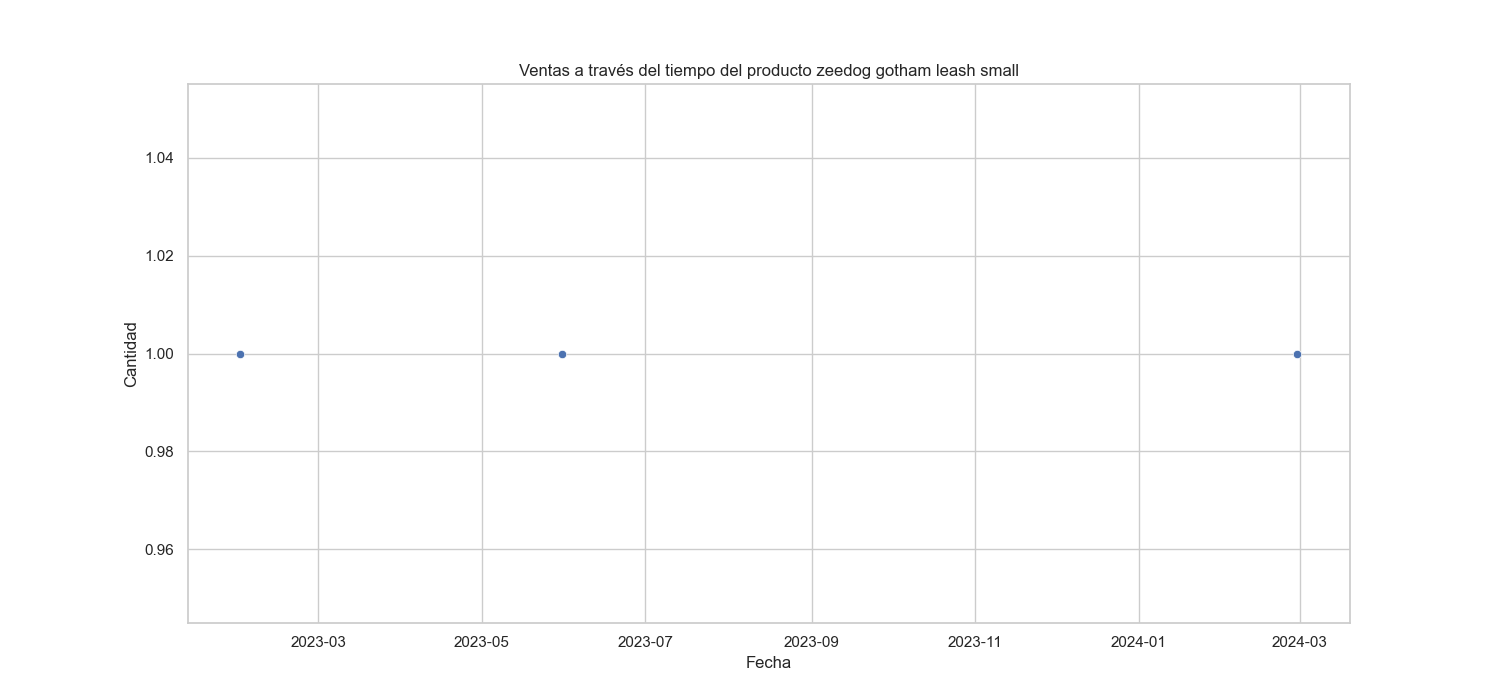 Ventas a través del tiempo del producto zeedog gotham leash small
1.04
1.02
1.00
0.98
0.96
Cantidad
2023-03 2023-05 2023-07 2023-09 2023-11 2024-01 2024-03
Fecha